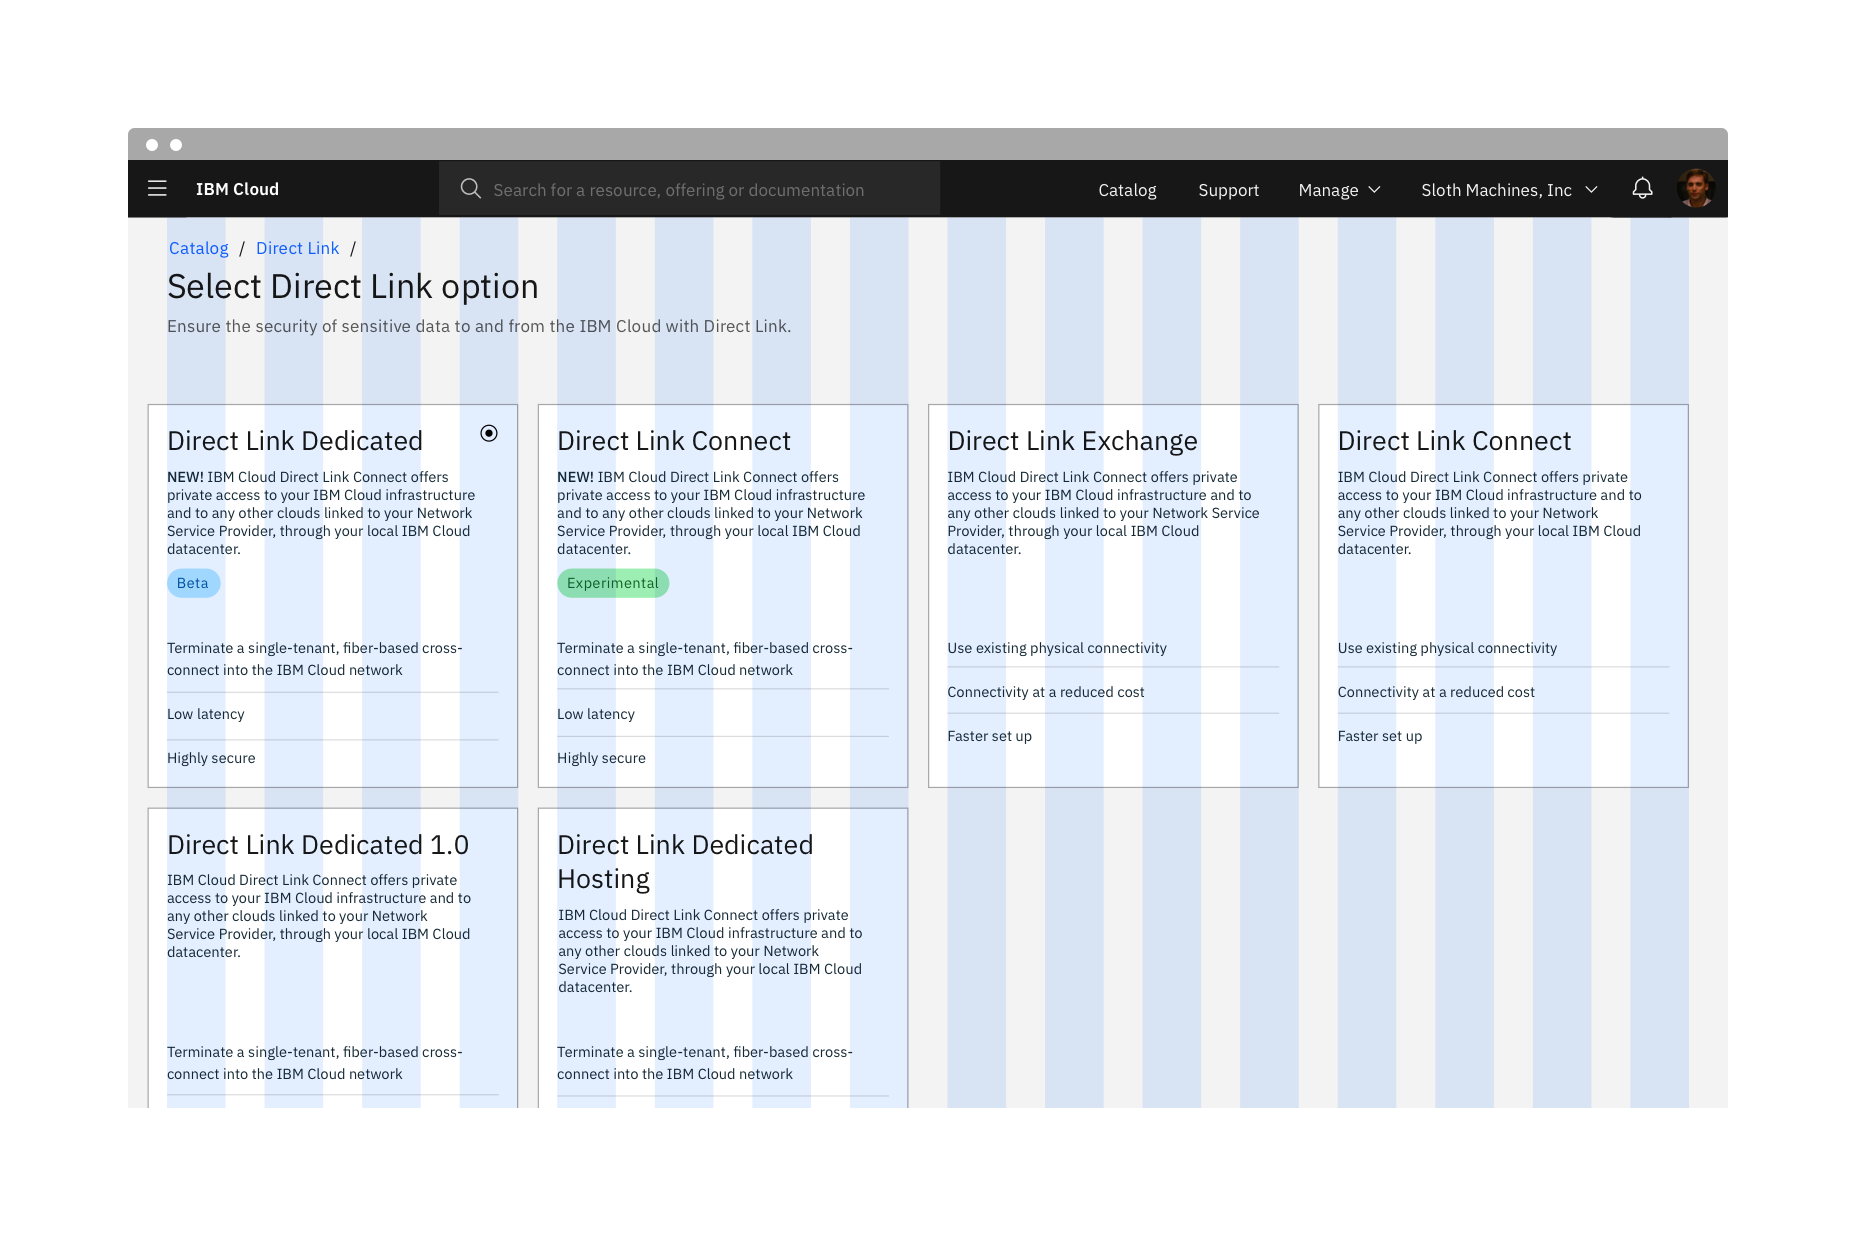 IBM Cloud
Search for a resource, offering or documentation
Catalog
Support
Manage
Sloth Machines, Inc
Catalog / Direct Link /
Select Direct Link option
Ensure the security of sensitive data to and from the IBM Cloud with Direct Link.
Direct Link Dedicated
NEW! IBM Cloud Direct Link Connect offers
private access to your IBM Cloud infrastructure
and to any other clouds linked to your Network
Service Provider, through your local IBM Cloud
datacenter.
Beta
Terminate a single-tenant, fiber-based cross-
connect into the IBM Cloud network
Low latency
Highly secure
Direct Link Connect
NEW! IBM Cloud Direct Link Connect offers
private access to your IBM Cloud infrastructure
and to any other clouds linked to your Network
Service Provider, through your local IBM Cloud
datacenter.
Experimental
Terminate a single-tenant, fiber-based cross-
connect into the IBM Cloud network
Low latency
Highly secure
Direct Link Exchange
IBM Cloud Direct Link Connect offers private
access to your IBM Cloud infrastructure and to
any other clouds linked to your Network Service
Provider, through your local IBM Cloud
datacenter.
Use existing physical connectivity
Connectivity at a reduced cost
Faster set up
Direct Link Connect
IBM Cloud Direct Link Connect offers private
access to your IBM Cloud infrastructure and to
any other clouds linked to your Network
Service Provider, through your local IBM Cloud
datacenter.
Use existing physical connectivity
Connectivity at a reduced cost
Faster set up
Direct Link Dedicated 1.0
IBM Cloud Direct Link Connect offers private
access to your IBM Cloud infrastructure and to
any other clouds linked to your Network
Service Provider, through your local IBM Cloud
datacenter.
Terminate a single-tenant, fiber-based cross-
connect into the IBM Cloud network
Direct Link Dedicated
Hosting
IBM Cloud Direct Link Connect offers private
access to your IBM Cloud infrastructure and to
any other clouds linked to your Network
Service Provider, through your local IBM Cloud
datacenter.
Terminate a single-tenant, fiber-based cross-
connect into the IBM Cloud network